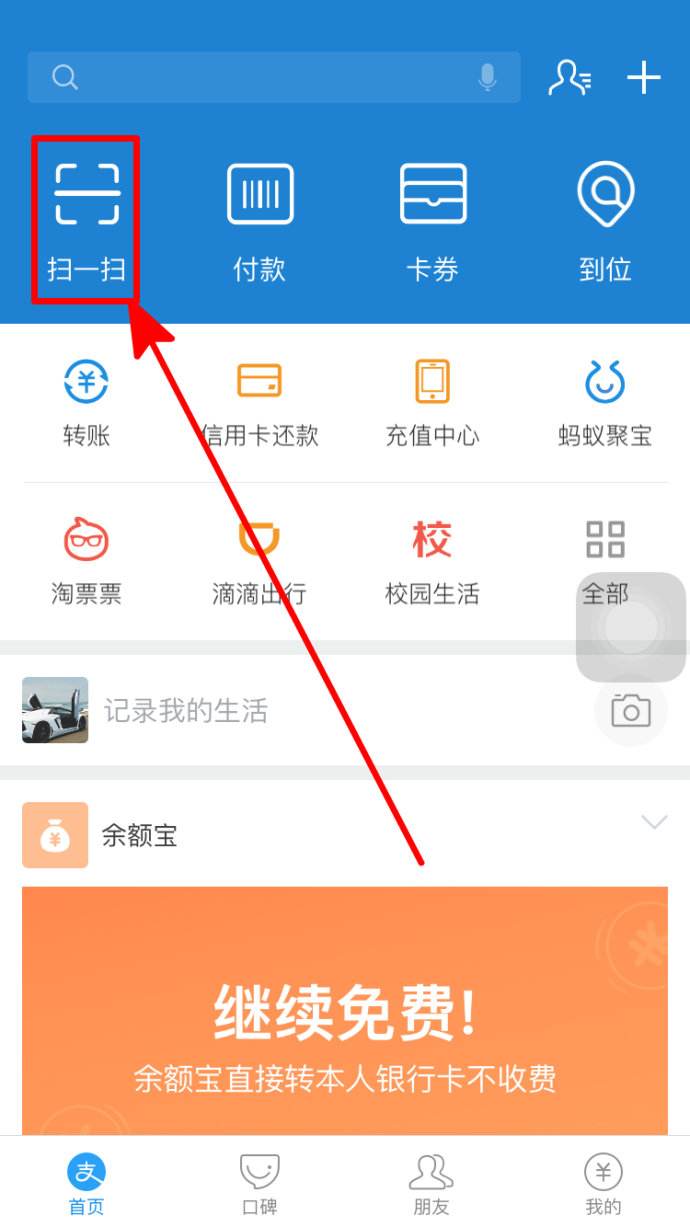 扫一扫 付款 卡券 到位
转账 信用卡还款 充值中心 蚂蚁聚宝
校
淘票票 滴滴出行 校园生活 全部
记录我的生活
余额宝
继续免费!
余额宝直接转本人银行卡不收费
支
首页 口碑 朋友 我的